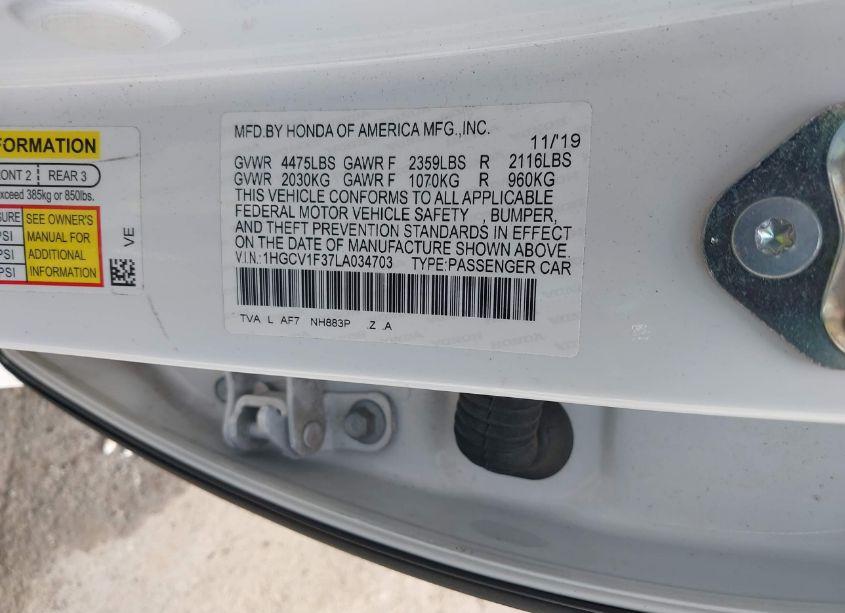 FORMATION
RONT 2 | REAR 3
exceed 385kg or 850lbs.
SURE SEE OWNER'S
PSI MANUAL FOR
PSI ADDITIONAL
PSI INFORMATION
VE
MFD.BY HONDA OF AMERICA MFG.,INC.
11/'19
GVWR 4475LBS GAWR F 2359LBS R 2116LBS
GVWR 2030KG GAWR F 1070KG R 960KG
THIS VEHICLE CONFORMS TO ALL APPLICABLE
FEDERAL MOTOR VEHICLE SAFETY , BUMPER,
AND THEFT PREVENTION STANDARDS IN EFFECT
ON THE DATE OF MANUFACTURE SHOWN ABOVE.
V.I.N.:1HGCV1F37LA034703 TYPE:PASSENGER CAR
TVA L AF7 NH883P .Z .A